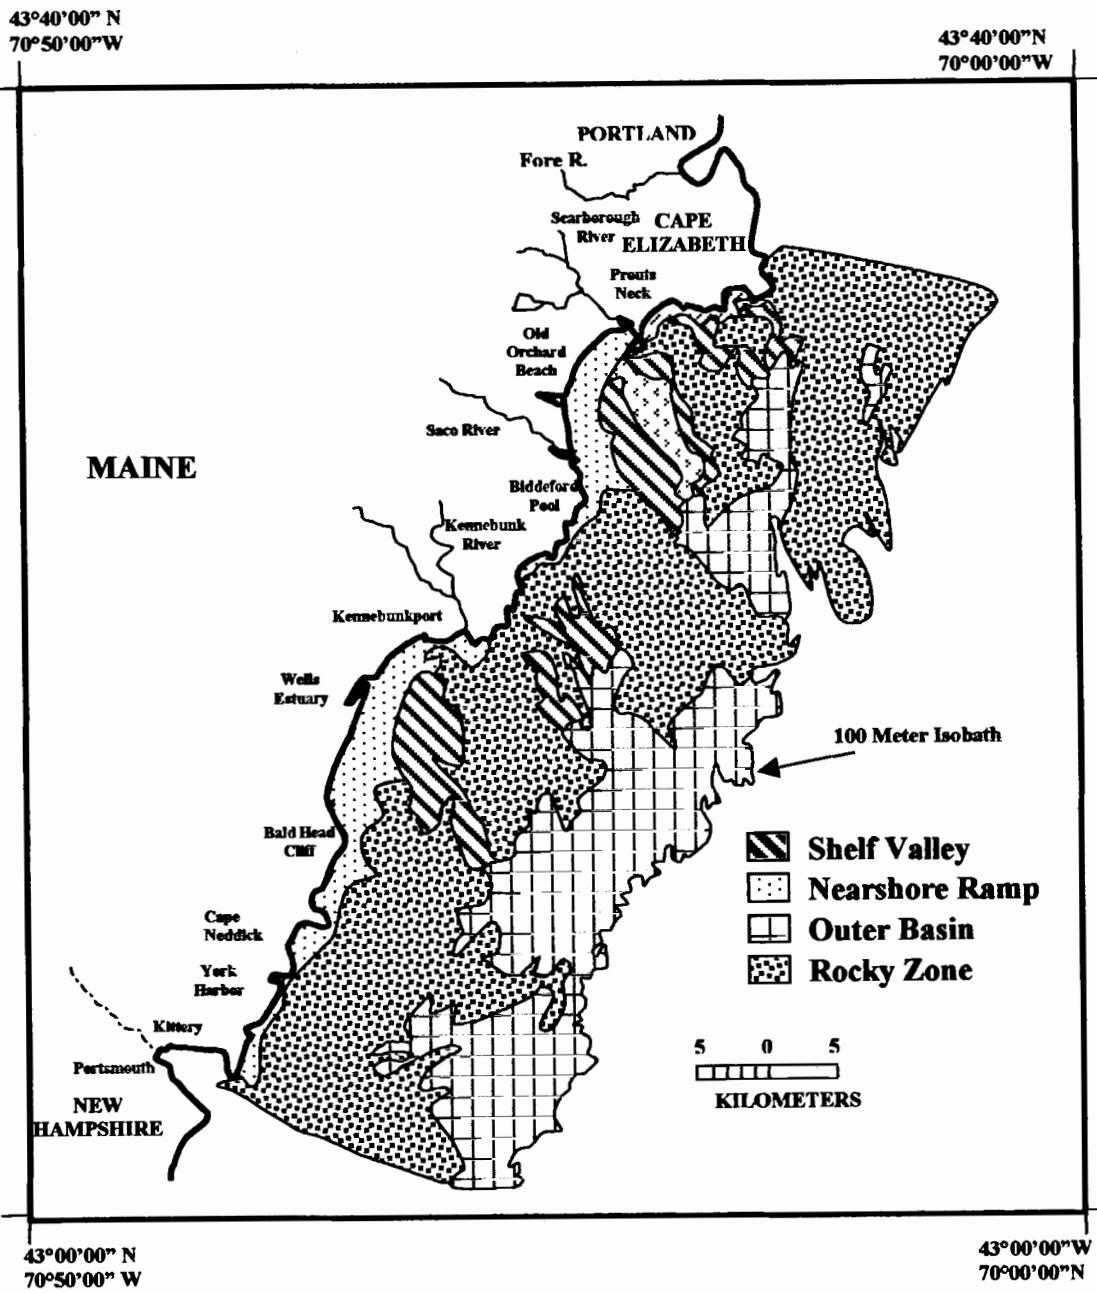 43°40'00" N
70°50'00"W
43°40'00"N
70°00'00"W
PORTLAND
Fore R.
Scarborough
River
CAPE
ELIZABETH
Prouts
Neck
Old
Orchard
Beach
Saco River
MAINE
Biddeford
Pool
Kennebunk
River
Kennebunkport
Wells
Estuary
100 Meter Isobath
Bald Head
Cliff
Shelf Valley
Nearshore Ramp
Outer Basin
Rocky Zone
Cape
Neddick
York
Harbor
Kittery
Portsmouth
NEW
HAMPSHIRE
5 0 5
KILOMETERS
43°00'00" N
70°50'00" W
43°00'00"W
70°00'00"N